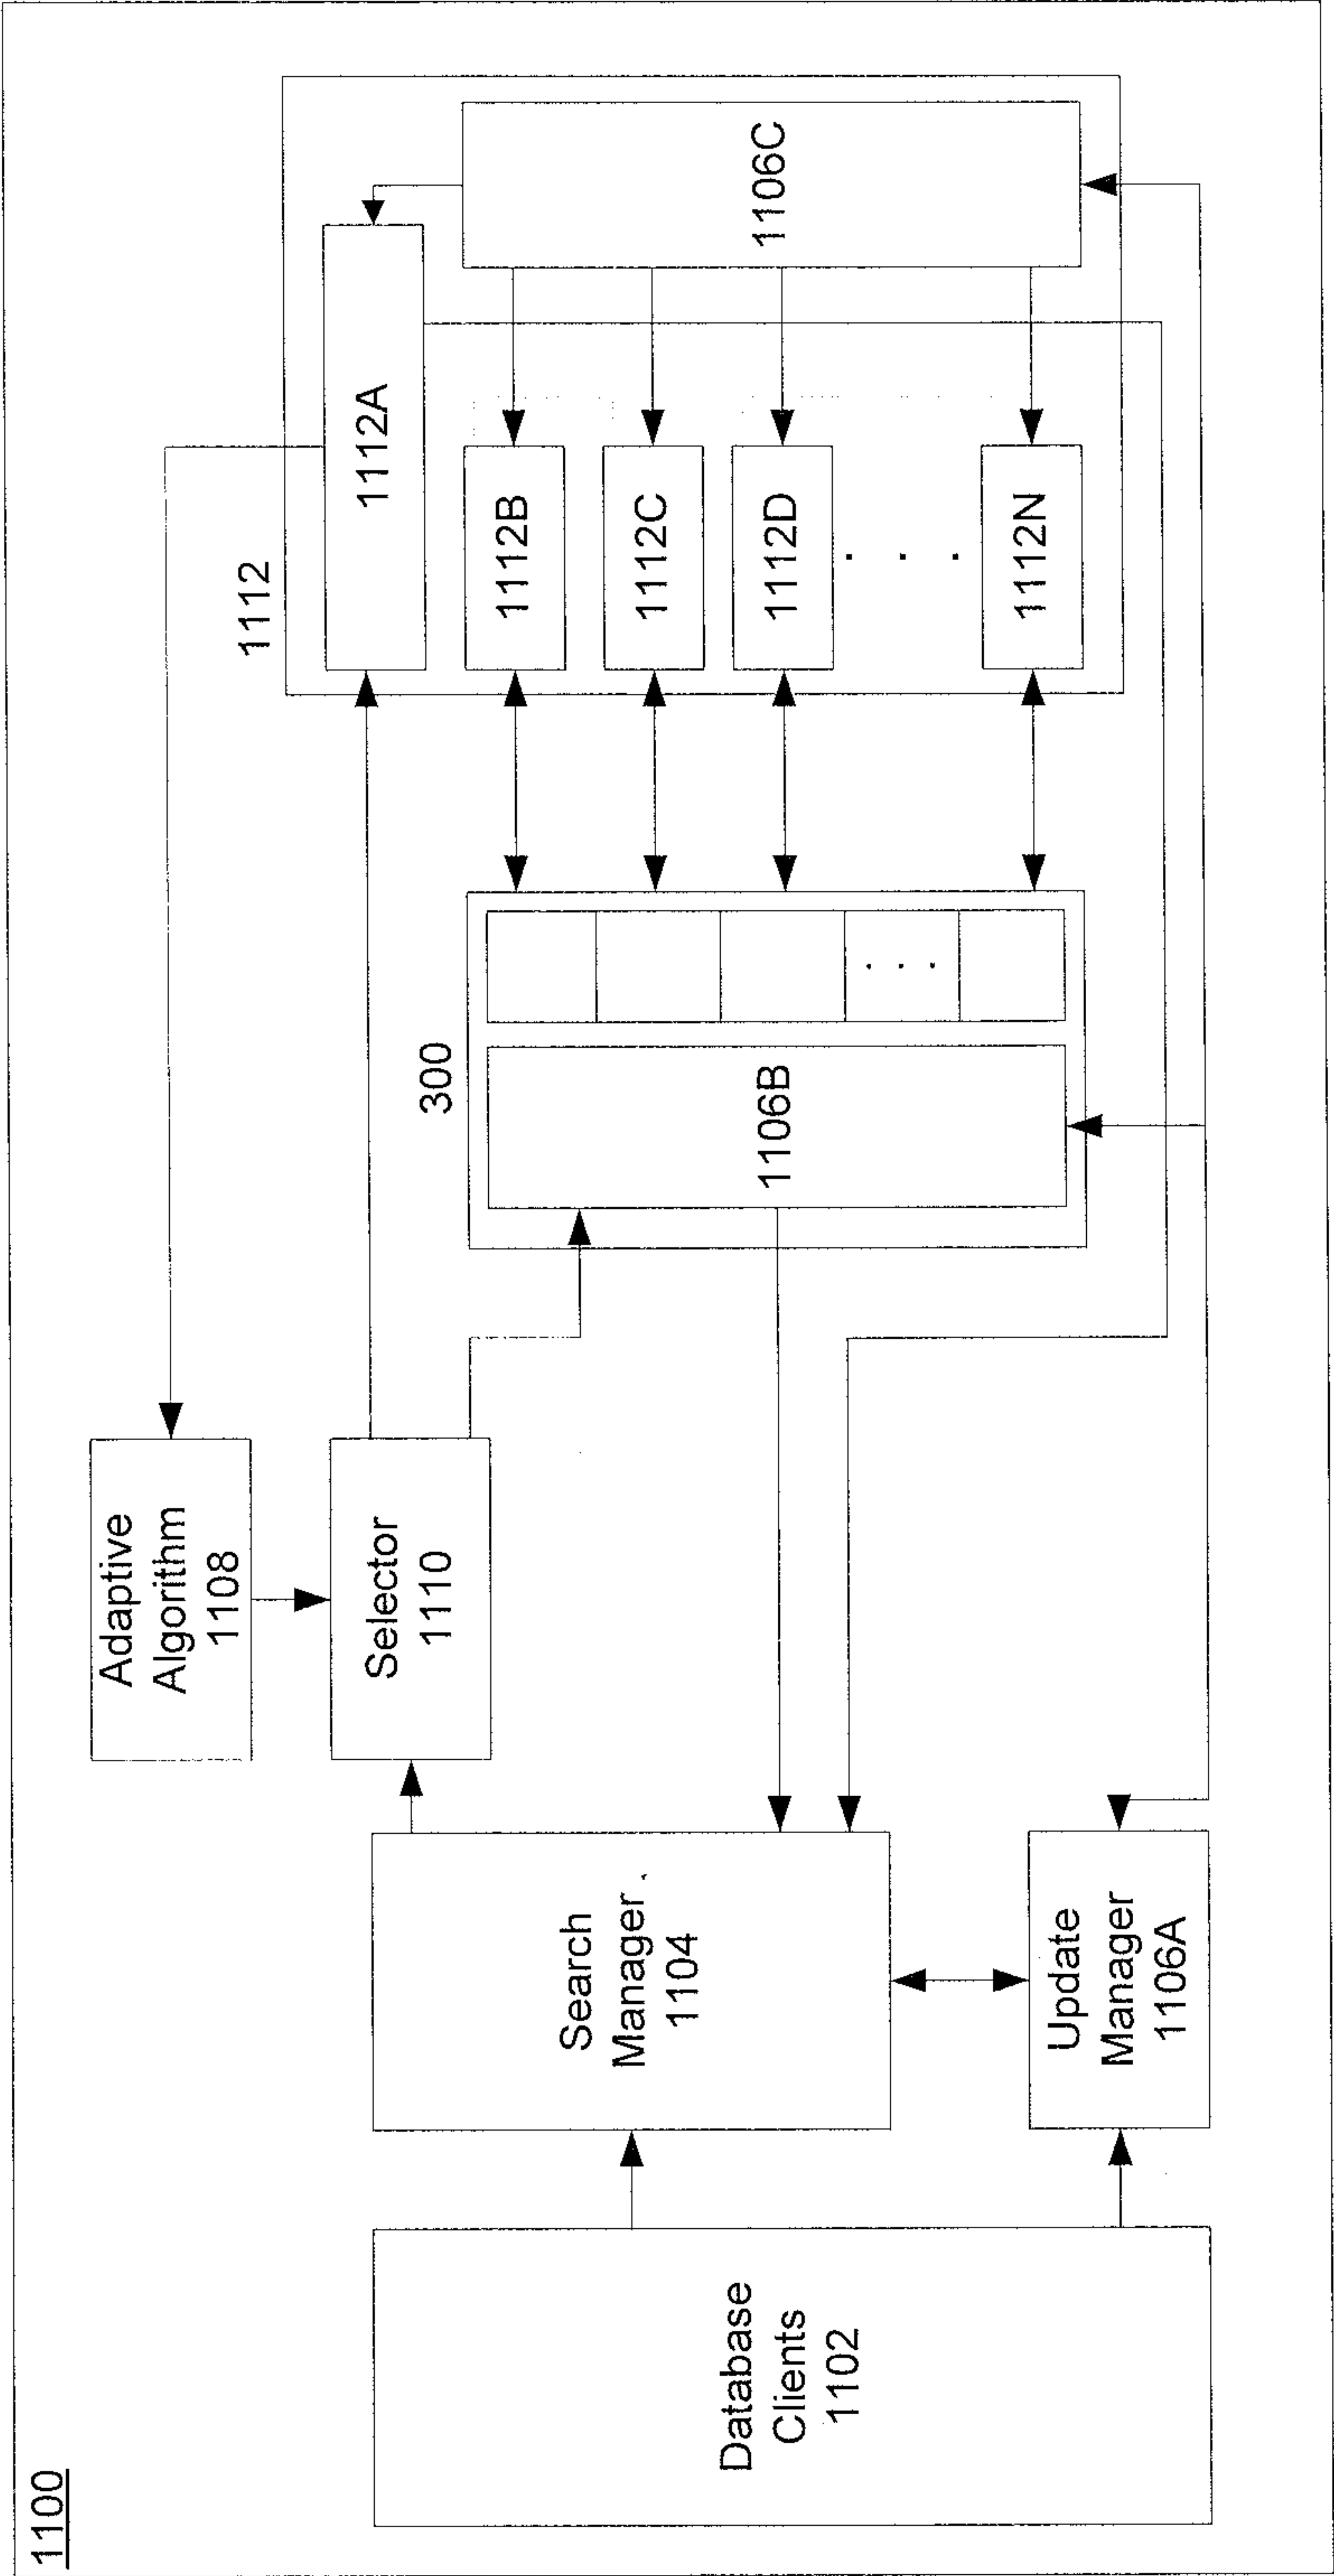 1100
Database
Clients
1102
Search
Manager
1104
Update
Manager
1106A
Adaptive
Algorithm
1108
Selector
1110
300
1106B
. . .
1112
1112A
1112B
1112C
1112D
. . .
1112N
1106C